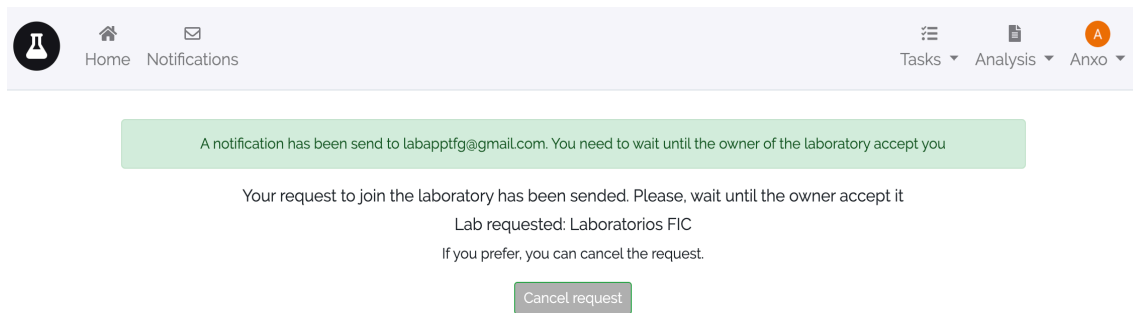 Home Notifications Tasks Analysis A Anxo
A notification has been send to labapptfg@gmail.com. You need to wait until the owner of the laboratory accept you
Your request to join the laboratory has been sended. Please, wait until the owner accept it
Lab requested: Laboratorios FIC
If you prefer, you can cancel the request.
Cancel request